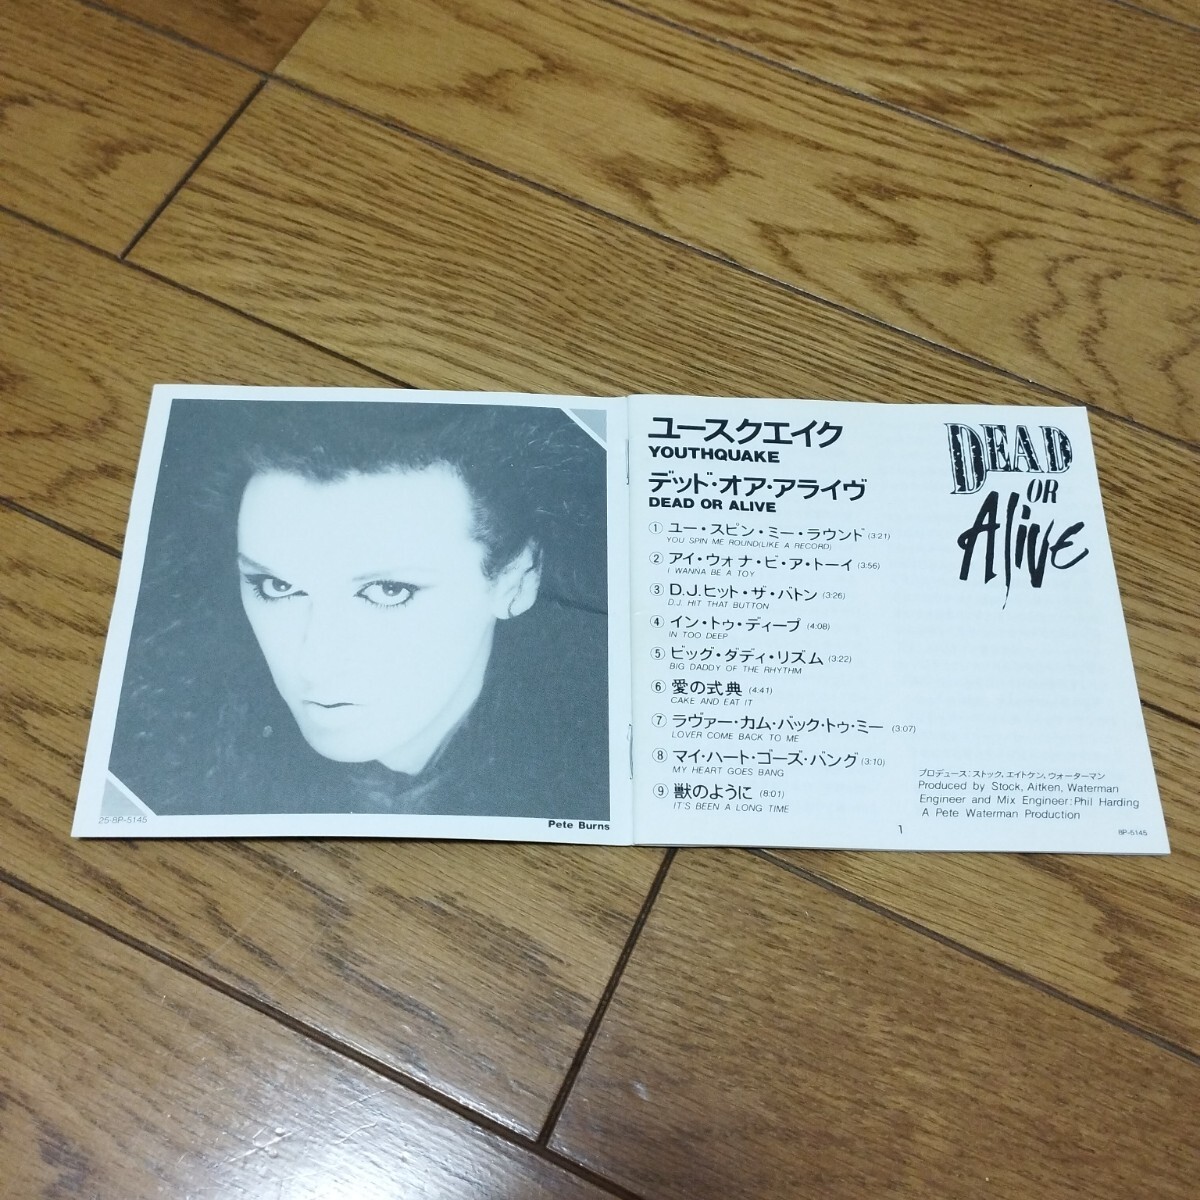 25·8P-5145
Pete Burns
ユースクエイク
YOUTHQUAKE
デッド・オア・アライヴ
DEAD OR ALIVE
① ユー・スピン・ミー・ラウンド (3:21)
YOU SPIN ME ROUND(LIKE A RECORD)
② アイ・ウォナ・ビ・ア・トーイ (3:56)
I WANNA BE A TOY
③ D.J.ヒット・ザ・バトン (3:26)
D.J. HIT THAT BUTTON
④ イン・トゥ・ディープ (4:08)
IN TOO DEEP
⑤ ビッグ・ダディ・リズム (3:22)
BIG DADDY OF THE RHYTHM
⑥ 愛の式典 (4:41)
CAKE AND EAT IT
⑦ ラヴァー・カム・バック・トゥ・ミー (3:07)
LOVER COME BACK TO ME
⑧ マイ・ハート・ゴーズ・バング (3:10)
MY HEART GOES BANG
⑨ 獣のように (8:01)
IT'S BEEN A LONG TIME
DEAD
OR
Alive
プロデュース:ストック,エイトケン,ウォーターマン
Produced by Stock, Aitken, Waterman
Engineer and Mix Engineer:Phil Harding
A Pete Waterman Production
1
8P-5145